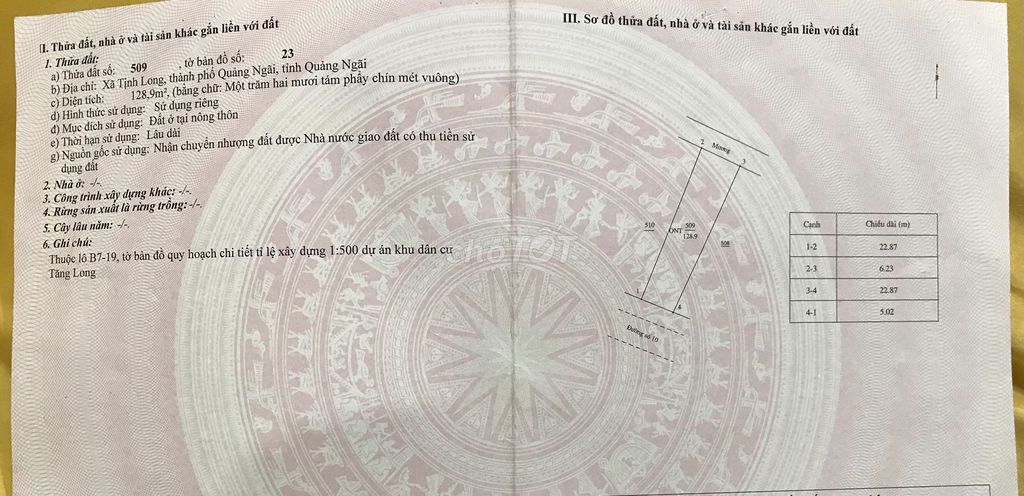 II. Thửa đất, nhà ở và tài sản khác gắn liền với đất
1. Thửa đất:
a) Thửa đất số: 509 , tờ bản đồ số: 23
b) Địa chỉ: Xã Tịnh Long, thành phố Quảng Ngãi, tỉnh Quảng Ngãi
c) Diện tích: 128,9m², (bằng chữ: Một trăm hai mươi tám phẩy chín mét vuông)
d) Hình thức sử dụng: Sử dụng riêng
đ) Mục đích sử dụng: Đất ở tại nông thôn
e) Thời hạn sử dụng: Lâu dài
g) Nguồn gốc sử dụng: Nhận chuyển nhượng đất được Nhà nước giao đất có thu tiền sử
dụng đất
2. Nhà ở: -/-.
3. Công trình xây dựng khác: -/-.
4. Rừng sản xuất là rừng trồng: -/-.
5. Cây lâu năm: -/-.
6. Ghi chú:
Thuộc lô B7-19, tờ bản đồ quy hoạch chi tiết tỉ lệ xây dựng 1:500 dự án khu dân cư
Tăng Long
III. Sơ đồ thửa đất, nhà ở và tài sản khác gắn liền với đất
2 Mương 3
510
ONT 509
128.9
508
1
4
Đường số 10
Cạnh Chiều dài (m)
1-2 22.87
2-3 6.23
3-4 22.87
4-1 5.02
chợTỐT